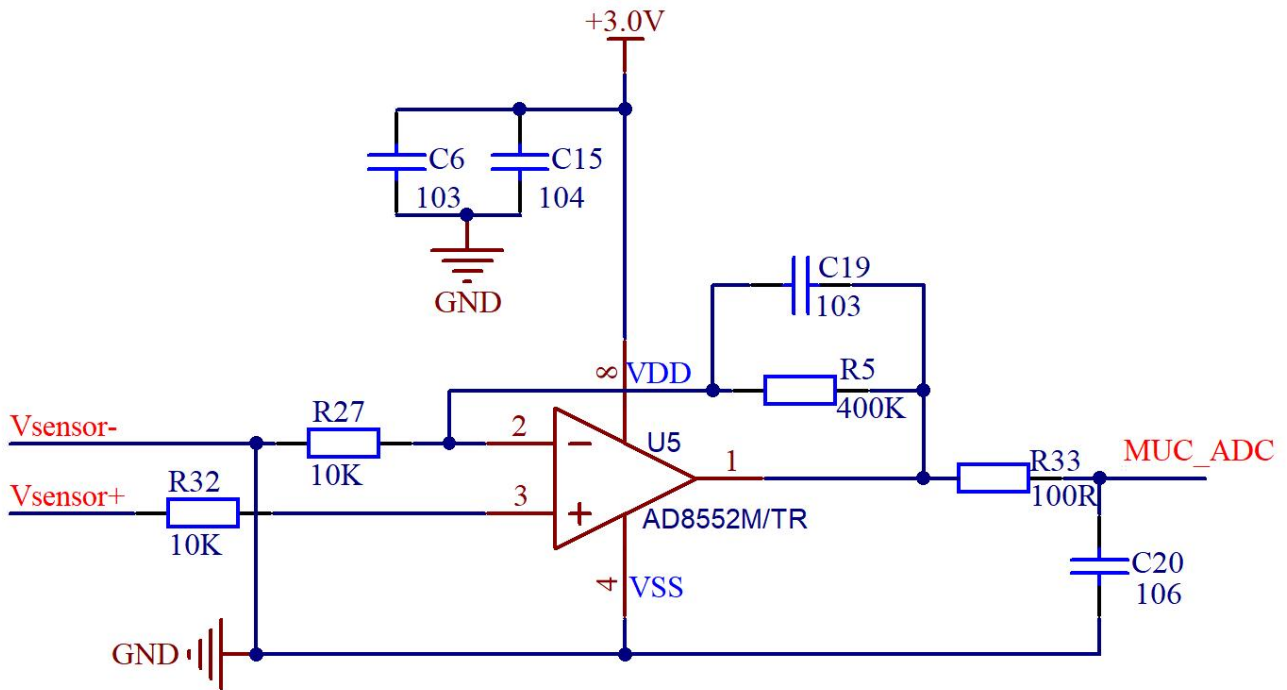 +3.0V
C6
103
C15
104
GND
C19
103
8
VDD
R5
400K
Vsensor-
R27
10K
2
U5
1
R33
100R
MUC_ADC
Vsensor+
R32
10K
3
AD8552M/TR
4
VSS
C20
106
GND